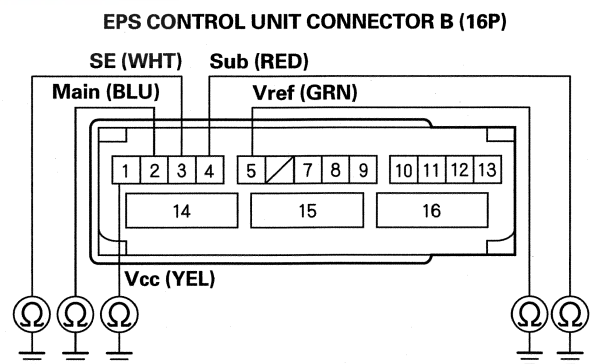 EPS CONTROL UNIT CONNECTOR B (16P)
SE (WHT) Sub (RED)
Main (BLU) Vref (GRN)
1 2 3 4 5 7 8 9 10 11 12 13
14 15 16
Vcc (YEL)
Ω Ω Ω Ω Ω